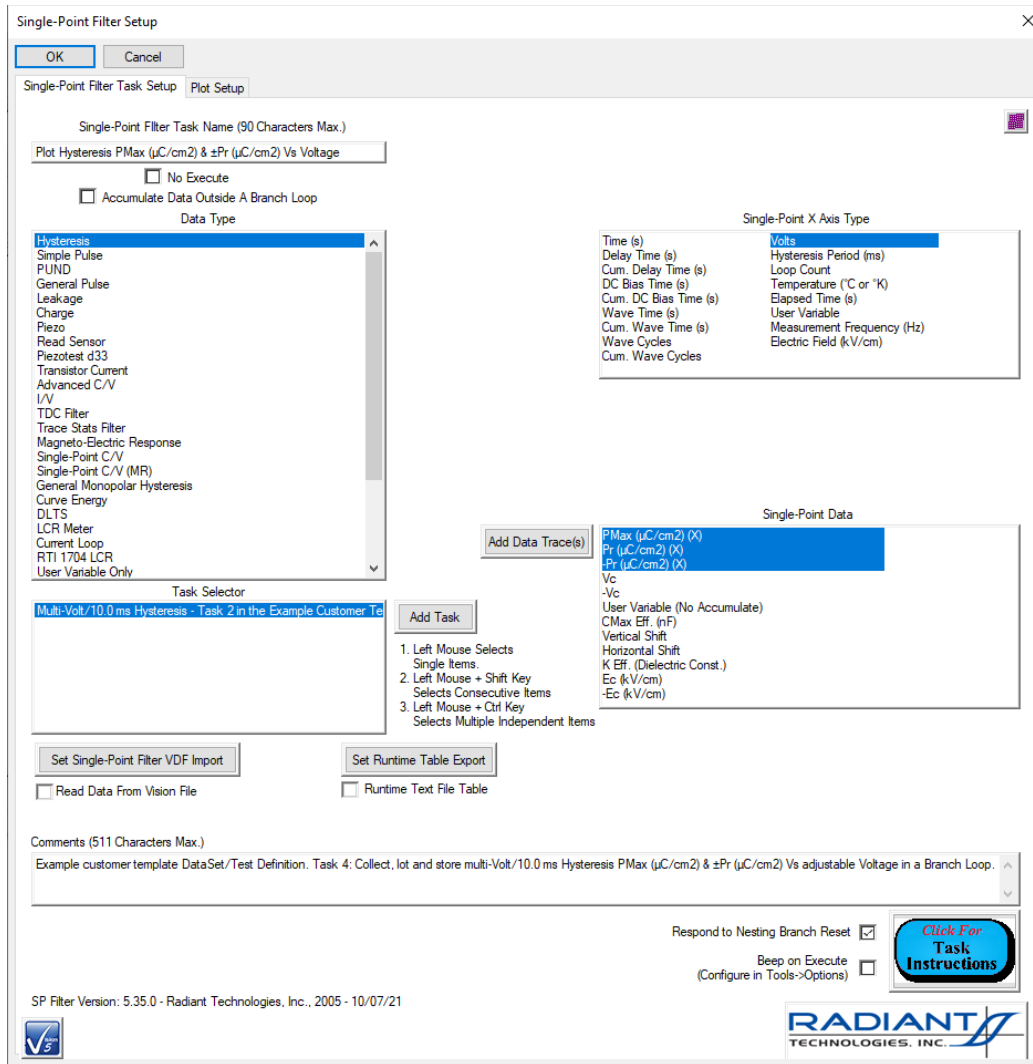 Single-Point Filter Setup
OK
Cancel
Single-Point Filter Task Setup
Plot Setup
Single-Point FIlter Task Name (90 Characters Max.)
Plot Hysteresis PMax (µC/cm2) & ±Pr (µC/cm2) Vs Voltage
No Execute
Accumulate Data Outside A Branch Loop
Data Type
Hysteresis
Simple Pulse
PUND
General Pulse
Leakage
Charge
Piezo
Read Sensor
Piezotest d33
Transistor Current
Advanced C/V
I/V
TDC Filter
Trace Stats Filter
Magneto-Electric Response
Single-Point C/V
Single-Point C/V (MR)
General Monopolar Hysteresis
Curve Energy
DLTS
LCR Meter
Current Loop
RTI 1704 LCR
User Variable Only
Single-Point X Axis Type
Time (s)
Delay Time (s)
Cum. Delay Time (s)
DC Bias Time (s)
Cum. DC Bias Time (s)
Wave Time (s)
Cum. Wave Time (s)
Wave Cycles
Cum. Wave Cycles
Volts
Hysteresis Period (ms)
Loop Count
Temperature (°C or °K)
Elapsed Time (s)
User Variable
Measurement Frequency (Hz)
Electric Field (kV/cm)
Single-Point Data
Add Data Trace(s)
PMax (µC/cm2) (X)
Pr (µC/cm2) (X)
-Pr (µC/cm2) (X)
Vc
-Vc
User Variable (No Accumulate)
CMax Eff. (nF)
Vertical Shift
Horizontal Shift
K Eff. (Dielectric Const.)
Ec (kV/cm)
-Ec (kV/cm)
Task Selector
Multi-Volt/10.0 ms Hysteresis - Task 2 in the Example Customer Te
Add Task
1. Left Mouse Selects
Single Items.
2. Left Mouse + Shift Key
Selects Consecutive Items
3. Left Mouse + Ctrl Key
Selects Multiple Independent Items
Set Single-Point Filter VDF Import
Set Runtime Table Export
Read Data From Vision File
Runtime Text File Table
Comments (511 Characters Max.)
Example customer template DataSet/Test Definition. Task 4: Collect, lot and store multi-Volt/10.0 ms Hysteresis PMax (µC/cm2) & ±Pr (µC/cm2) Vs adjustable Voltage in a Branch Loop.
Respond to Nesting Branch Reset
Beep on Execute
(Configure in Tools->Options)
Click For
Task
Instructions
SP Filter Version: 5.35.0 - Radiant Technologies, Inc., 2005 - 10/07/21
RADIANT
TECHNOLOGIES, INC.